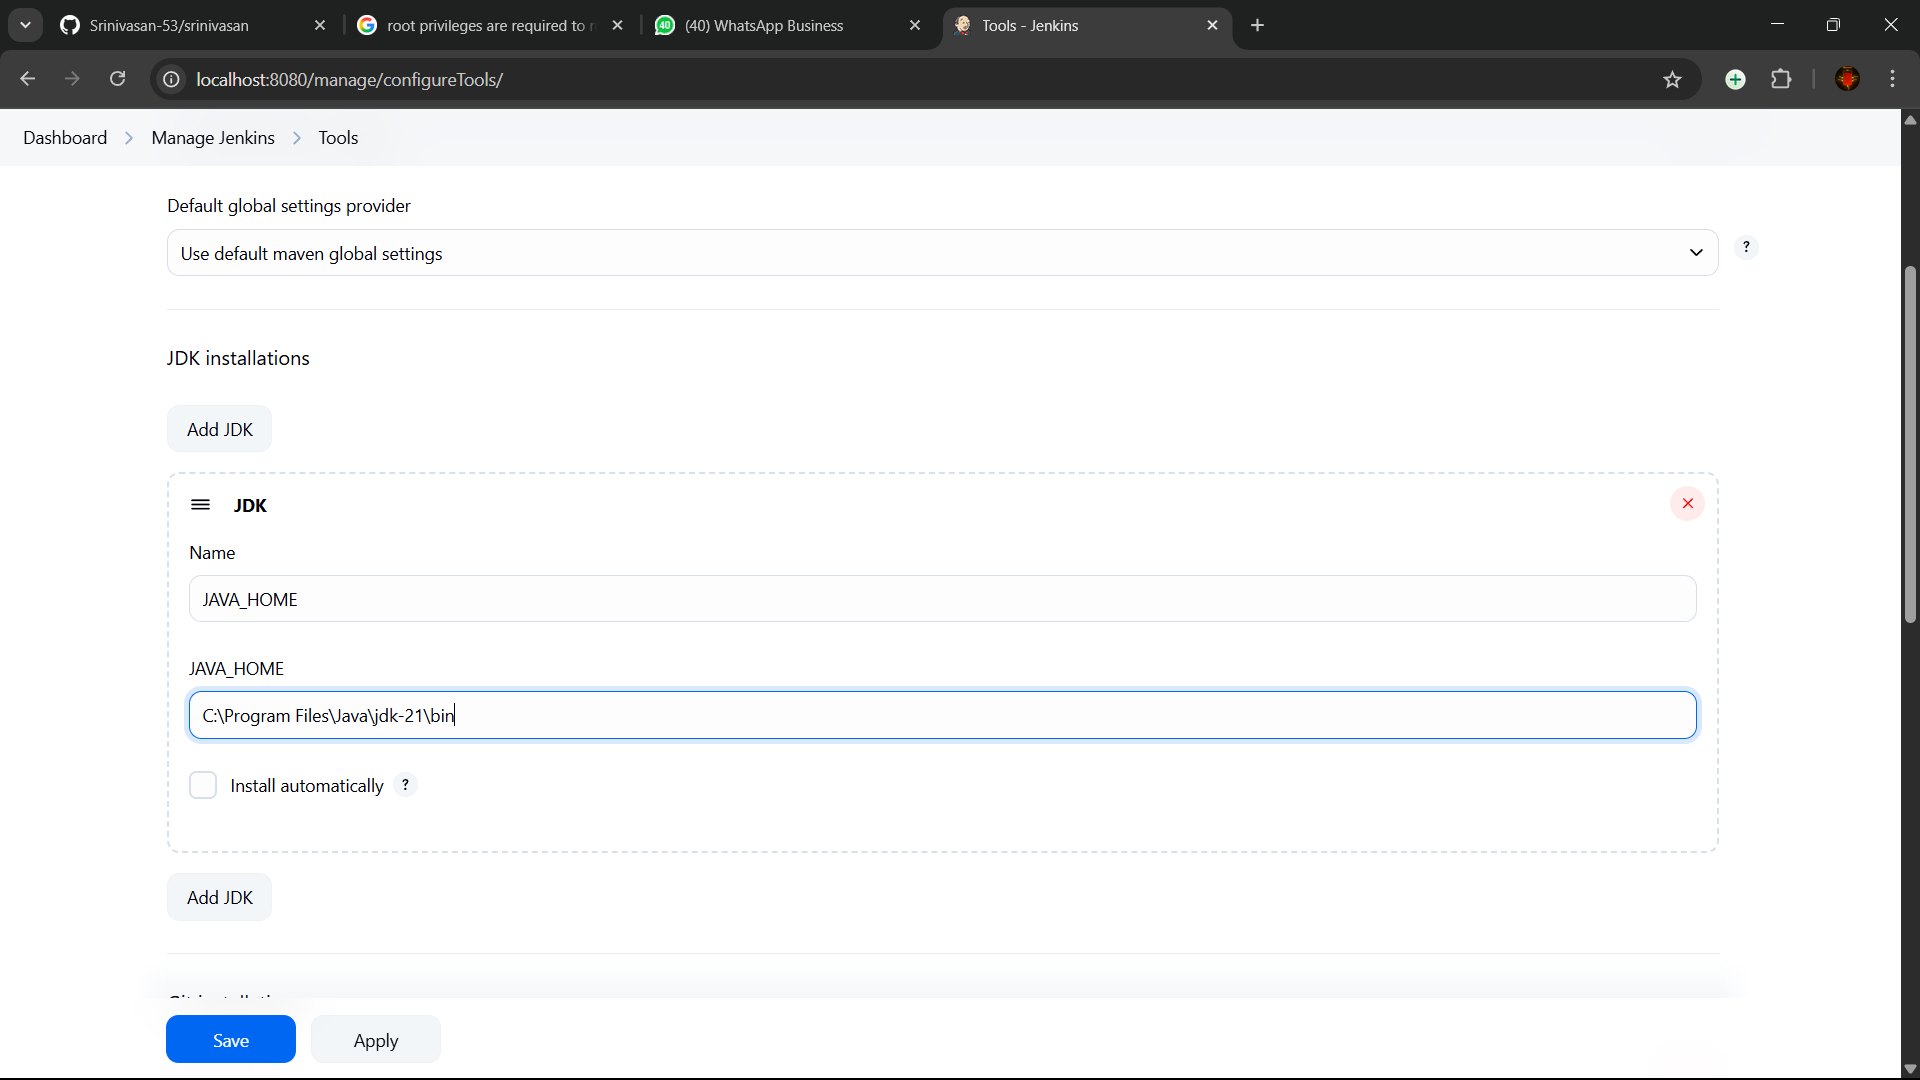 Srinivasan-53/srinivasan
root privileges are required to
40
(40) WhatsApp Business
Tools - Jenkins
localhost:8080/manage/configureTools/
Dashboard
Manage Jenkins
Tools
Default global settings provider
Use default maven global settings
?
JDK installations
Add JDK
JDK
Name
JAVA_HOME
JAVA_HOME
C:\Program Files\Java\jdk-21\bin
Install automatically ?
Add JDK
Save
Apply